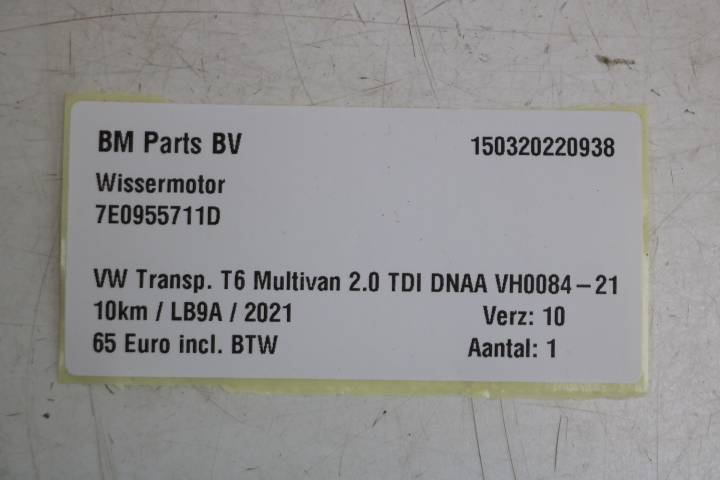 BM Parts BV 150320220938
Wissermotor
7E0955711D
VW Transp. T6 Multivan 2.0 TDI DNAA VH0084-21
10km / LB9A / 2021 Verz: 10
65 Euro incl. BTW Aantal: 1